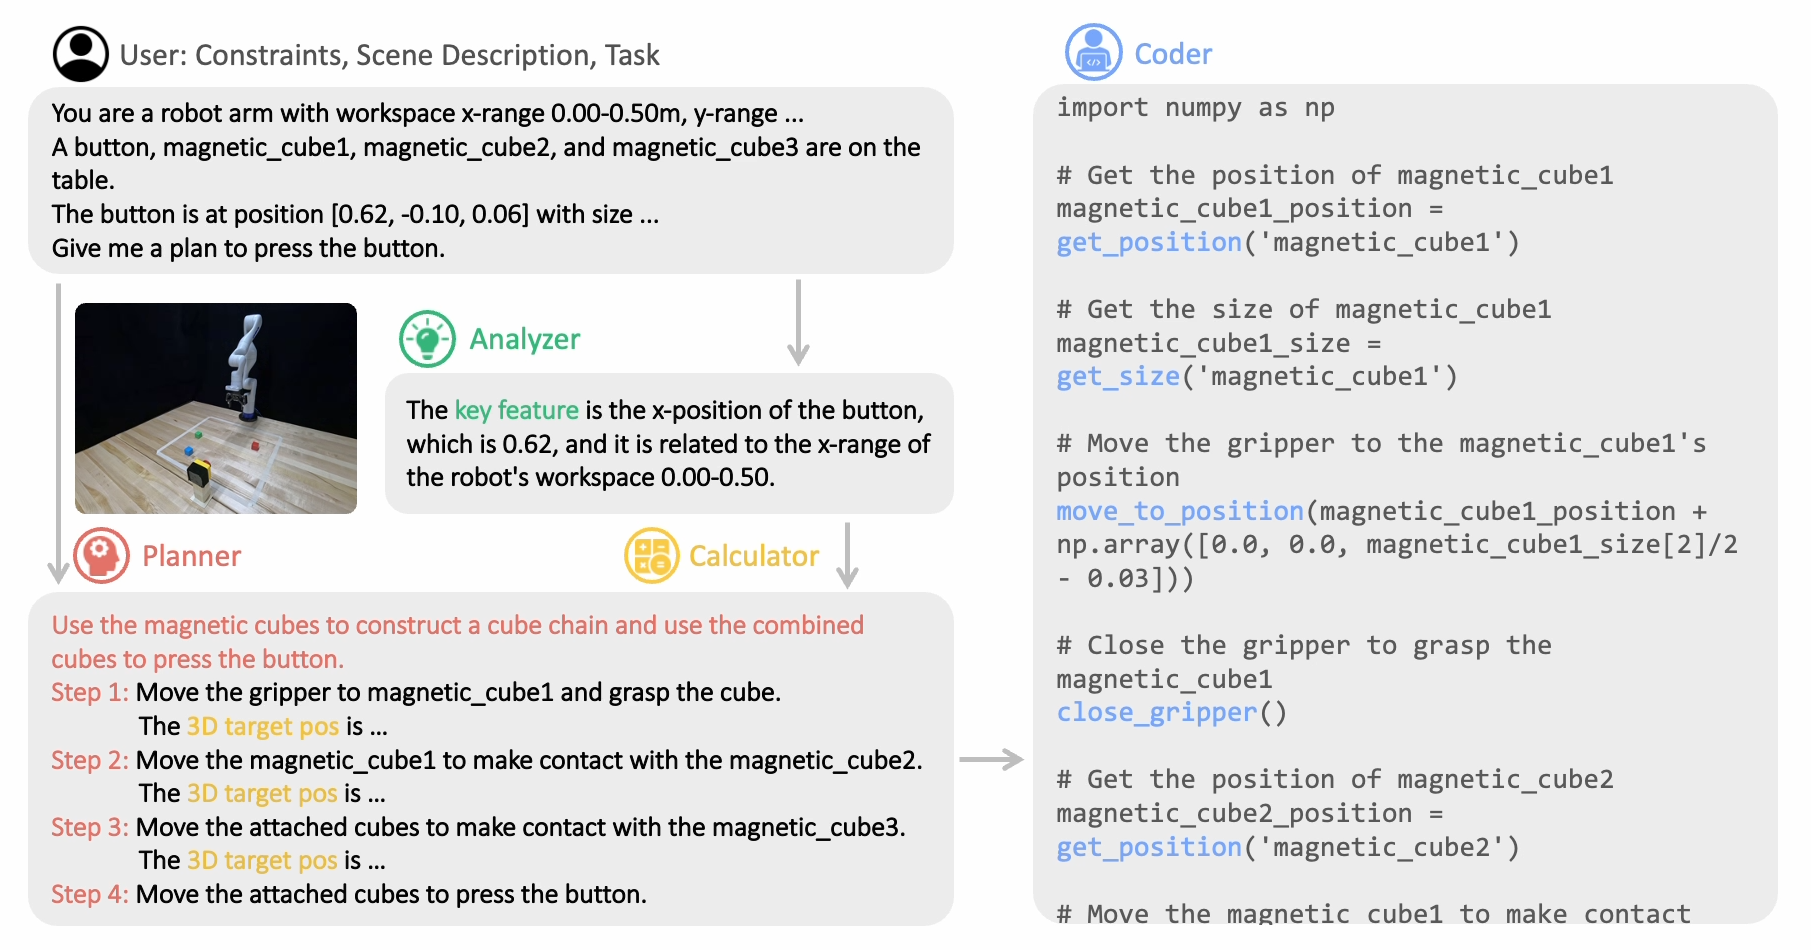 User: Constraints, Scene Description, Task
You are a robot arm with workspace x-range 0.00-0.50m, y-range ...
A button, magnetic_cube1, magnetic_cube2, and magnetic_cube3 are on the
table.
The button is at position [0.62, -0.10, 0.06] with size ...
Give me a plan to press the button.
Analyzer
The key feature is the x-position of the button,
which is 0.62, and it is related to the x-range of
the robot's workspace 0.00-0.50.
Planner
Calculator
Use the magnetic cubes to construct a cube chain and use the combined
cubes to press the button.
Step 1: Move the gripper to magnetic_cube1 and grasp the cube.
The 3D target pos is ...
Step 2: Move the magnetic_cube1 to make contact with the magnetic_cube2.
The 3D target pos is ...
Step 3: Move the attached cubes to make contact with the magnetic_cube3.
The 3D target pos is ...
Step 4: Move the attached cubes to press the button.
Coder
import numpy as np
# Get the position of magnetic_cube1
magnetic_cube1_position =
get_position('magnetic_cube1')
# Get the size of magnetic_cube1
magnetic_cube1_size =
get_size('magnetic_cube1')
# Move the gripper to the magnetic_cube1's
position
move_to_position(magnetic_cube1_position +
np.array([0.0, 0.0, magnetic_cube1_size[2]/2
- 0.03]))
# Close the gripper to grasp the
magnetic_cube1
close_gripper()
# Get the position of magnetic_cube2
magnetic_cube2_position =
get_position('magnetic_cube2')
# Move the magnetic cube1 to make contact